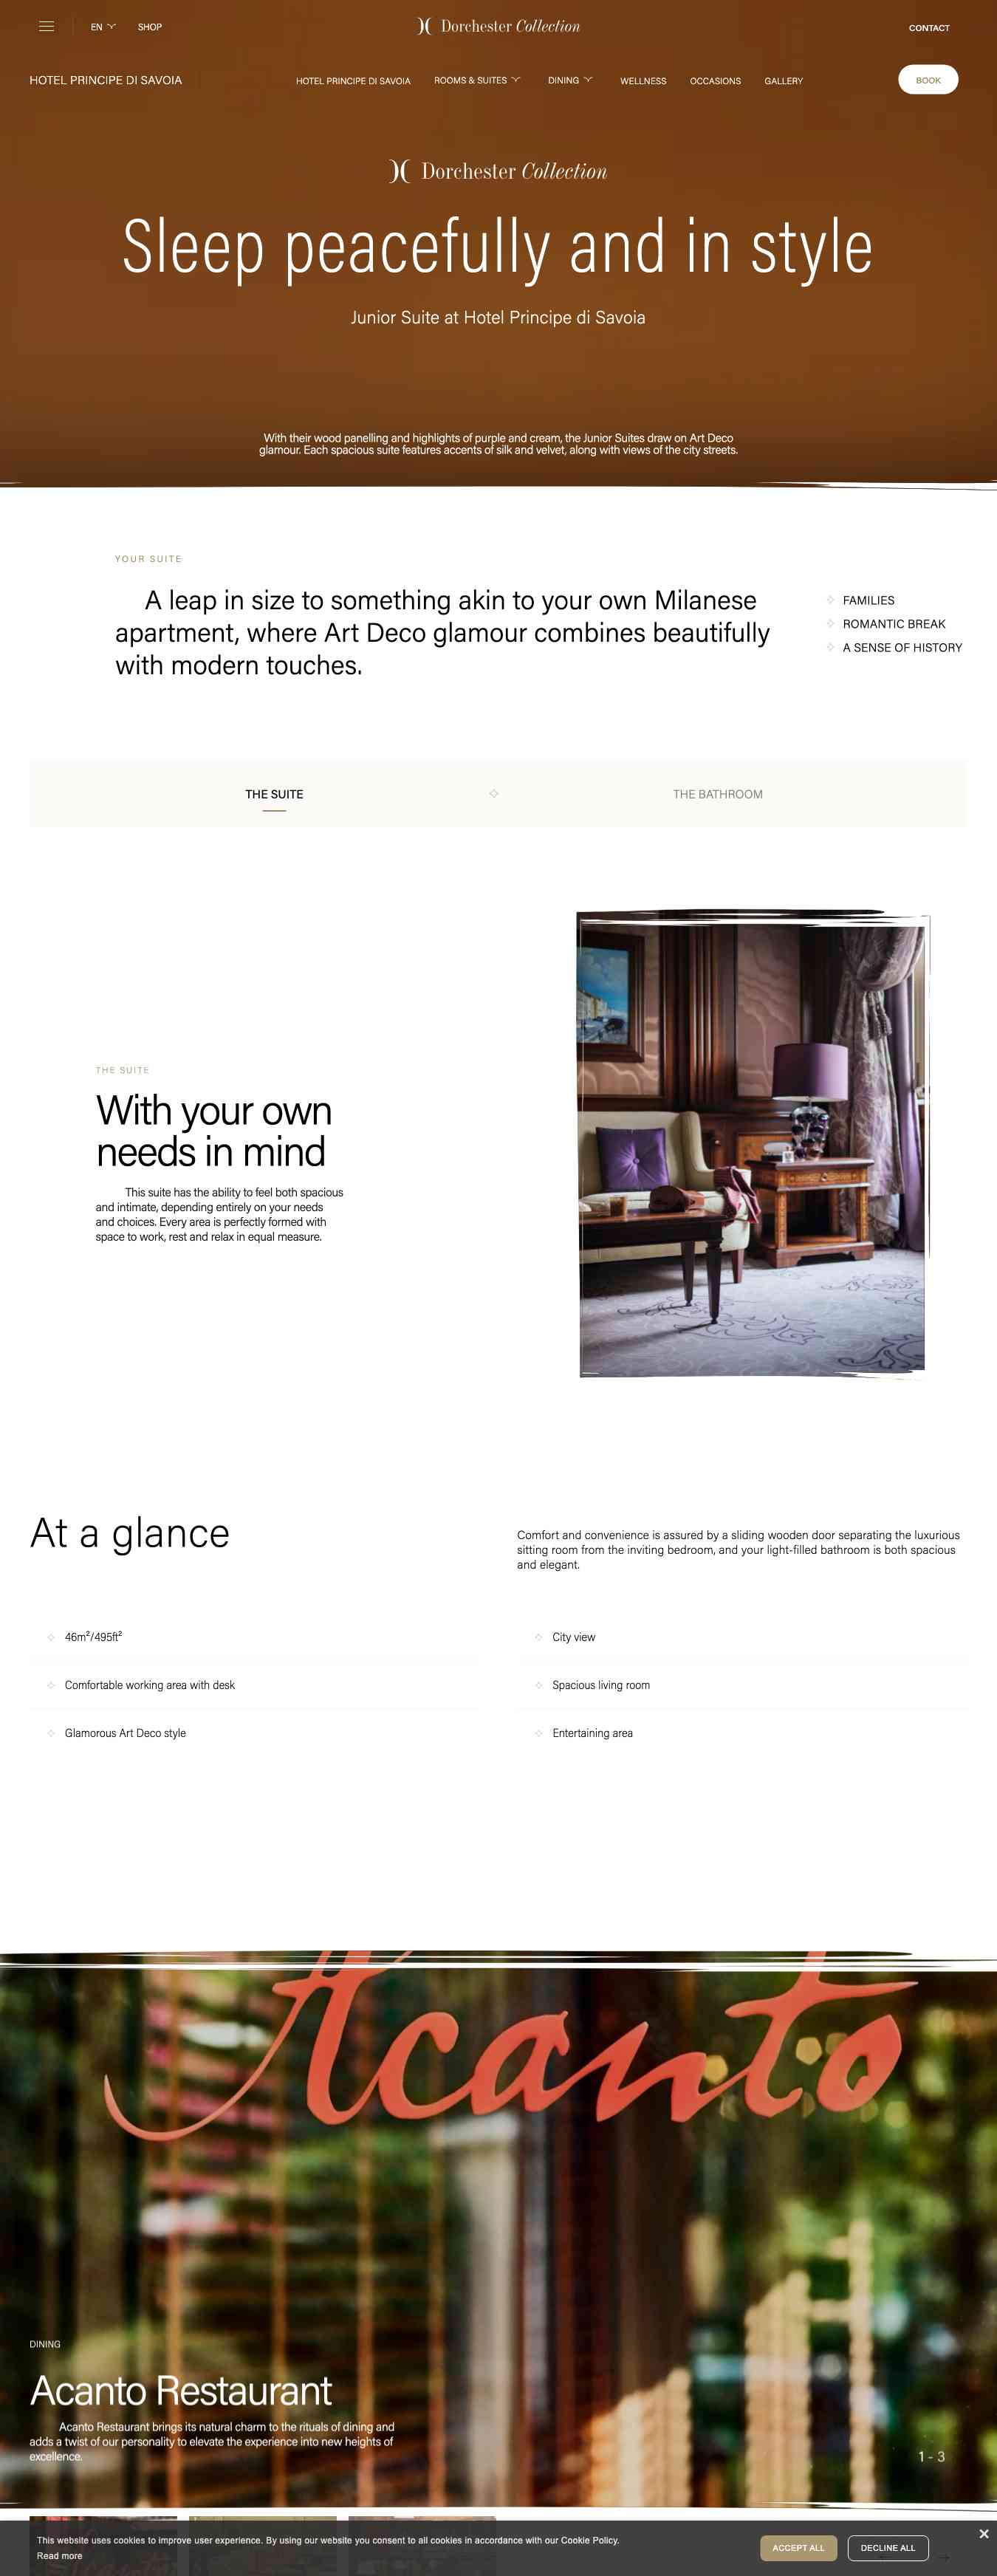 EN
SHOP
Dorchester Collection
CONTACT
HOTEL PRINCIPE DI SAVOIA
HOTEL PRINCIPE DI SAVOIA
ROOMS & SUITES
DINING
WELLNESS
OCCASIONS
GALLERY
BOOK
Dorchester Collection
Sleep peacefully and in style
Junior Suite at Hotel Principe di Savoia
With their wood panelling and highlights of purple and cream, the Junior Suites draw on Art Deco
glamour. Each spacious suite features accents of silk and velvet, along with views of the city streets.
YOUR SUITE
A leap in size to something akin to your own Milanese
apartment, where Art Deco glamour combines beautifully
with modern touches.
FAMILIES
ROMANTIC BREAK
A SENSE OF HISTORY
THE SUITE
THE BATHROOM
THE SUITE
With your own
needs in mind
This suite has the ability to feel both spacious
and intimate, depending entirely on your needs
and choices. Every area is perfectly formed with
space to work, rest and relax in equal measure.
At a glance
Comfort and convenience is assured by a sliding wooden door separating the luxurious
sitting room from the inviting bedroom, and your light-filled bathroom is both spacious
and elegant.
46m²/495ft²
City view
Comfortable working area with desk
Spacious living room
Glamorous Art Deco style
Entertaining area
Acanto
DINING
Acanto Restaurant
Acanto Restaurant brings its natural charm to the rituals of dining and
adds a twist of our personality to elevate the experience into new heights of
excellence.
1 - 3
This website uses cookies to improve user experience. By using our website you consent to all cookies in accordance with our Cookie Policy.
Read more
ACCEPT ALL
DECLINE ALL